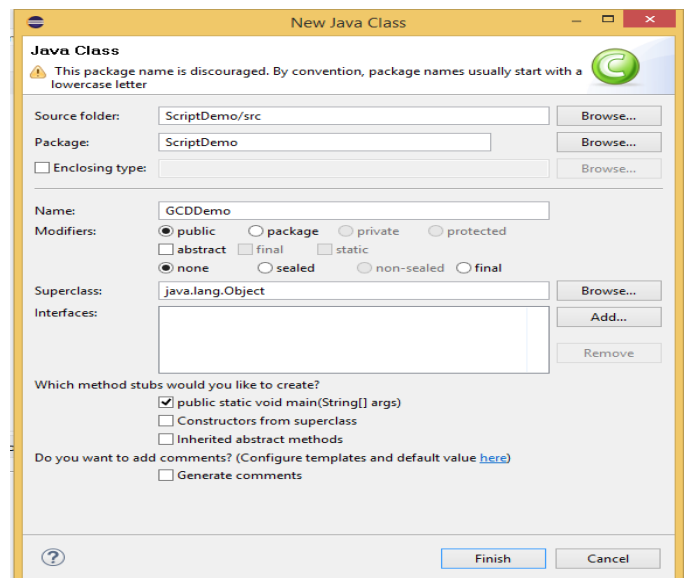 New Java Class
Java Class
This package name is discouraged. By convention, package names usually start with a
lowercase letter
Source folder: ScriptDemo/src Browse...
Package: ScriptDemo Browse...
Enclosing type: Browse...
Name: GCDDemo
Modifiers: public package private protected
abstract final static
none sealed non-sealed final
Superclass: java.lang.Object Browse...
Interfaces: Add...
Remove
Which method stubs would you like to create?
public static void main(String[] args)
Constructors from superclass
Inherited abstract methods
Do you want to add comments? (Configure templates and default value here)
Generate comments
? Finish Cancel